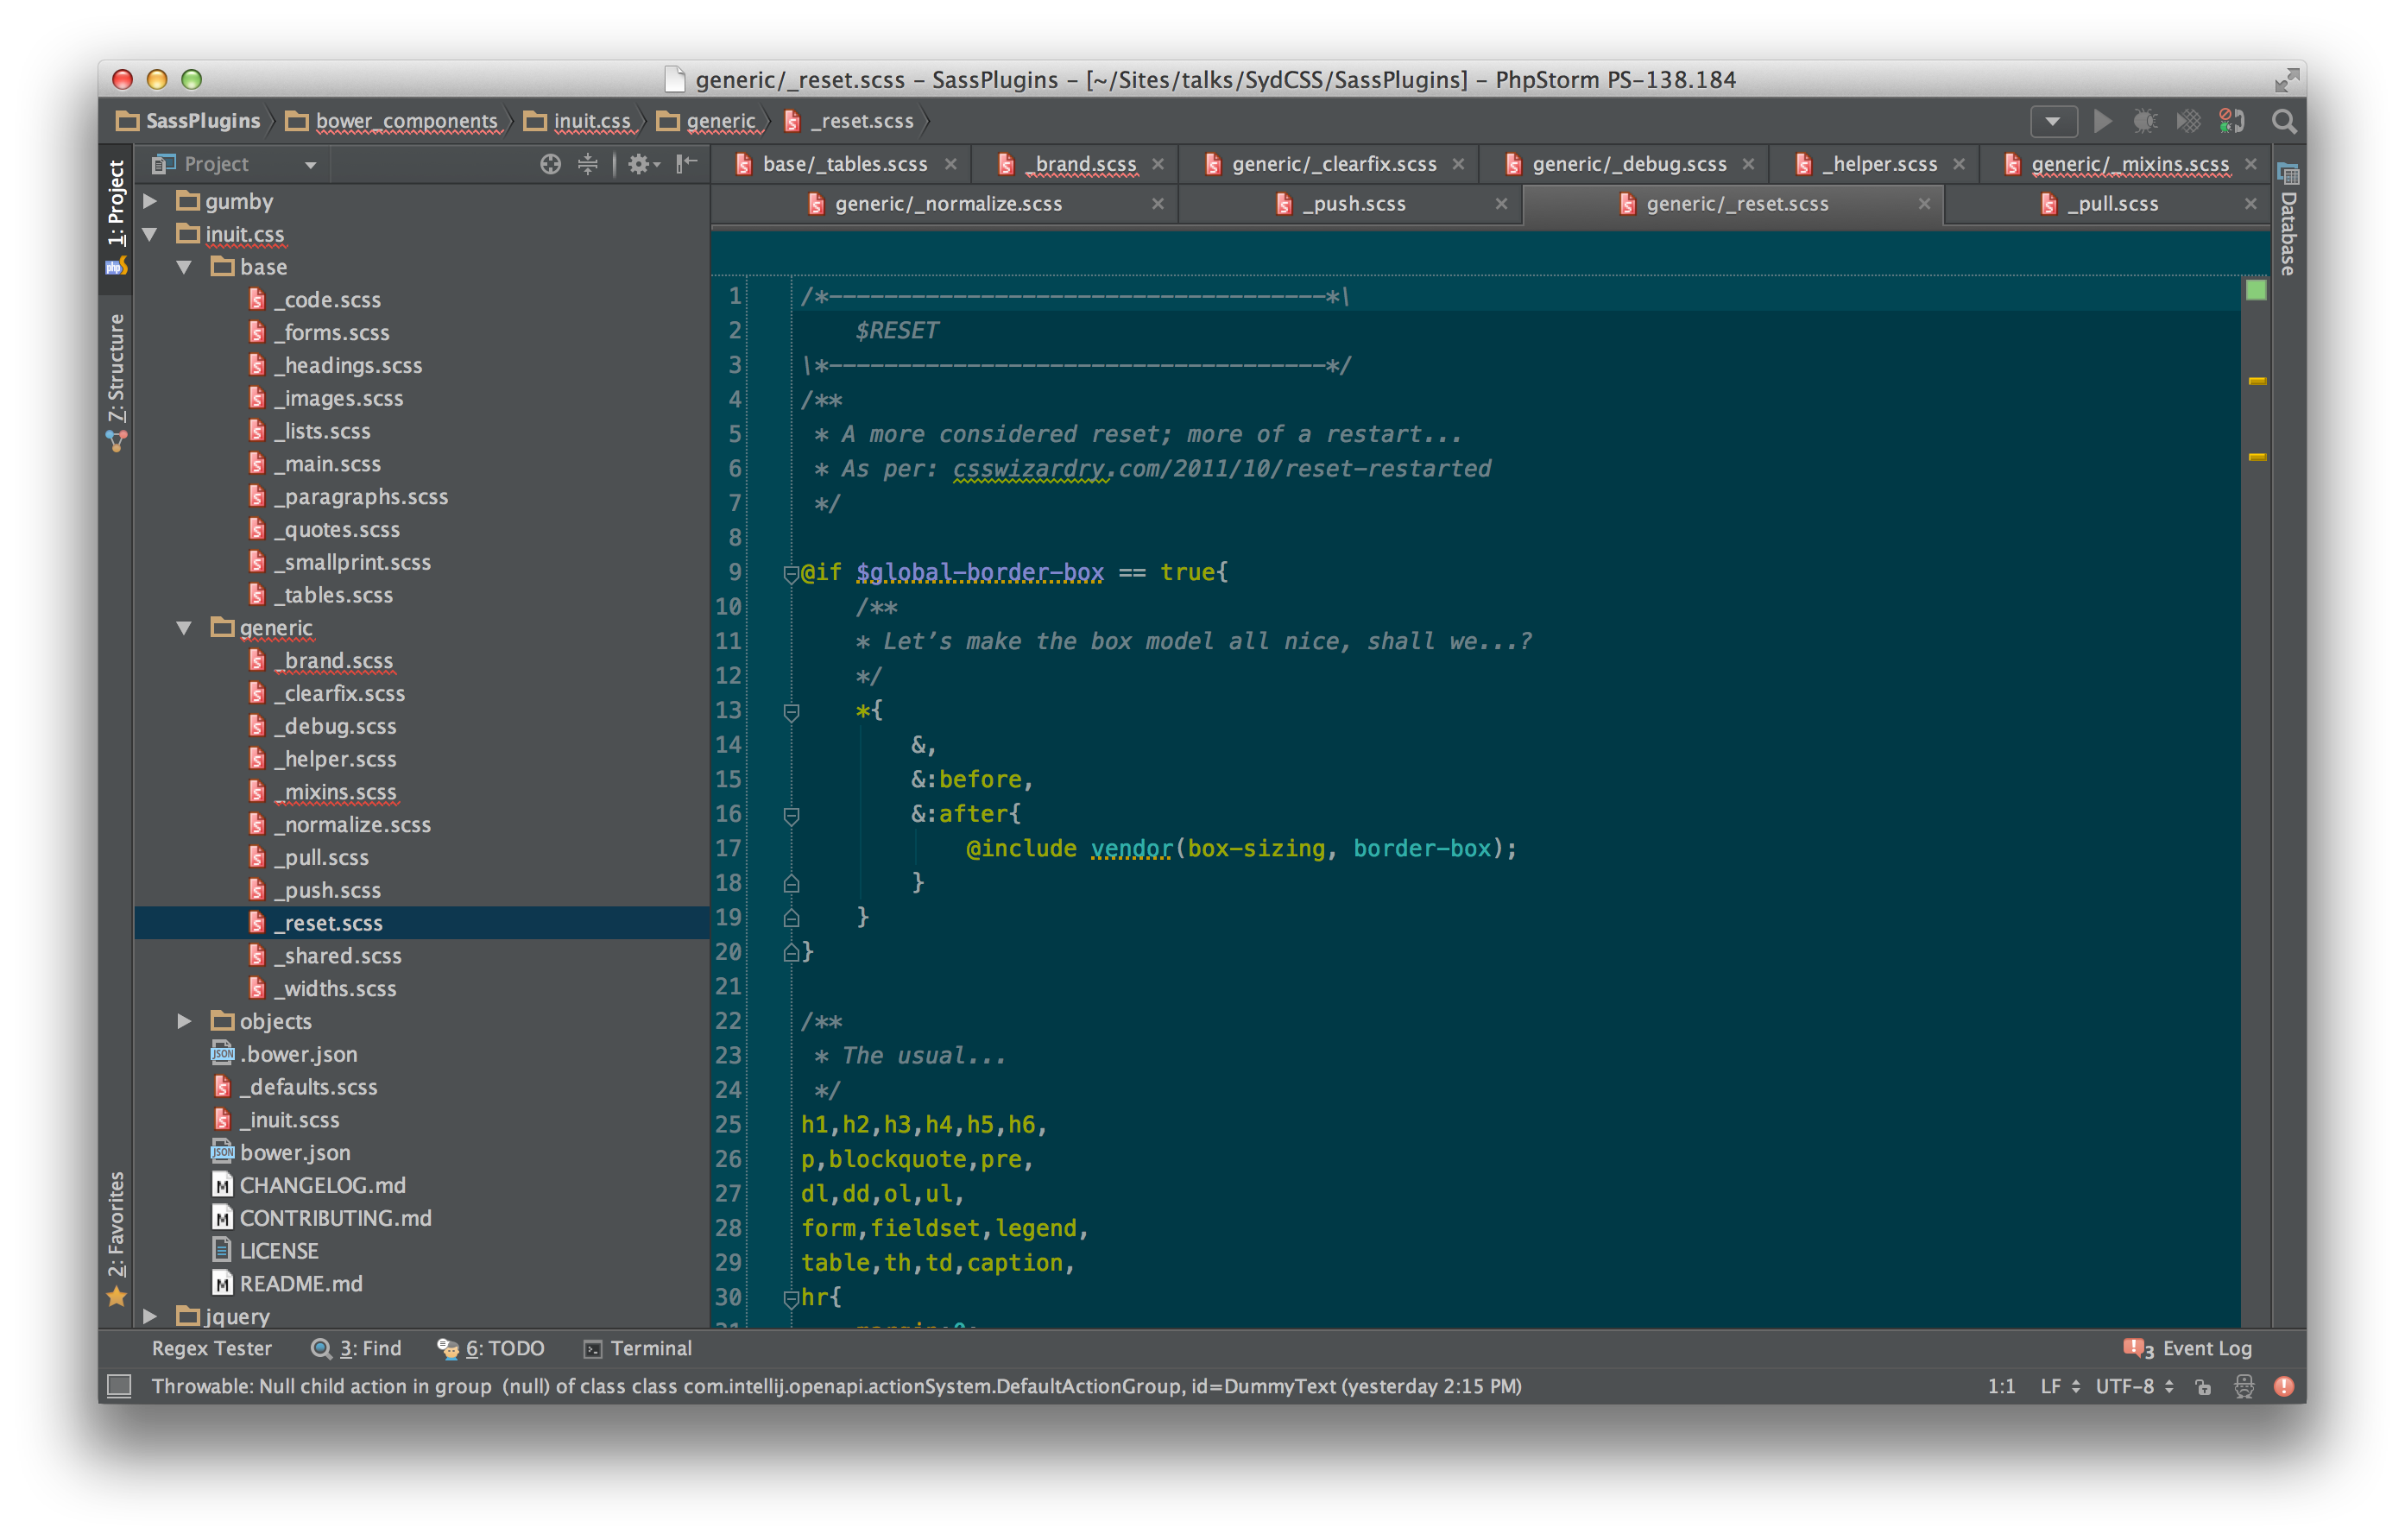 generic/_reset.scss – SassPlugins – [~/Sites/talks/SydCSS/SassPlugins] – PhpStorm PS-138.184
SassPlugins bower_components inuit.css generic _reset.scss
1: Project
7: Structure
2: Favorites
Project
gumby
inuit.css
base
_code.scss
_forms.scss
_headings.scss
_images.scss
_lists.scss
_main.scss
_paragraphs.scss
_quotes.scss
_smallprint.scss
_tables.scss
generic
_brand.scss
_clearfix.scss
_debug.scss
_helper.scss
_mixins.scss
_normalize.scss
_pull.scss
_push.scss
_reset.scss
_shared.scss
_widths.scss
objects
.bower.json
_defaults.scss
_inuit.scss
bower.json
CHANGELOG.md
CONTRIBUTING.md
LICENSE
README.md
jquery
base/_tables.scss _brand.scss generic/_clearfix.scss generic/_debug.scss _helper.scss generic/_mixins.scss
generic/_normalize.scss _push.scss generic/_reset.scss _pull.scss
1 /*------------------------------------*\
2     $RESET
3 \*------------------------------------*/
4 /**
5  * A more considered reset; more of a restart...
6  * As per: csswizardry.com/2011/10/reset-restarted
7  */
8
9 @if $global-border-box == true{
10     /**
11     * Let’s make the box model all nice, shall we...?
12     */
13     *{
14         &,
15         &:before,
16         &:after{
17             @include vendor(box-sizing, border-box);
18         }
19     }
20 }
21
22 /**
23  * The usual...
24  */
25 h1,h2,h3,h4,h5,h6,
26 p,blockquote,pre,
27 dl,dd,ol,ul,
28 form,fieldset,legend,
29 table,th,td,caption,
30 hr{
Database
Regex Tester 3: Find 6: TODO Terminal 3 Event Log
Throwable: Null child action in group (null) of class class com.intellij.openapi.actionSystem.DefaultActionGroup, id=DummyText (yesterday 2:15 PM) 1:1 LF UTF-8